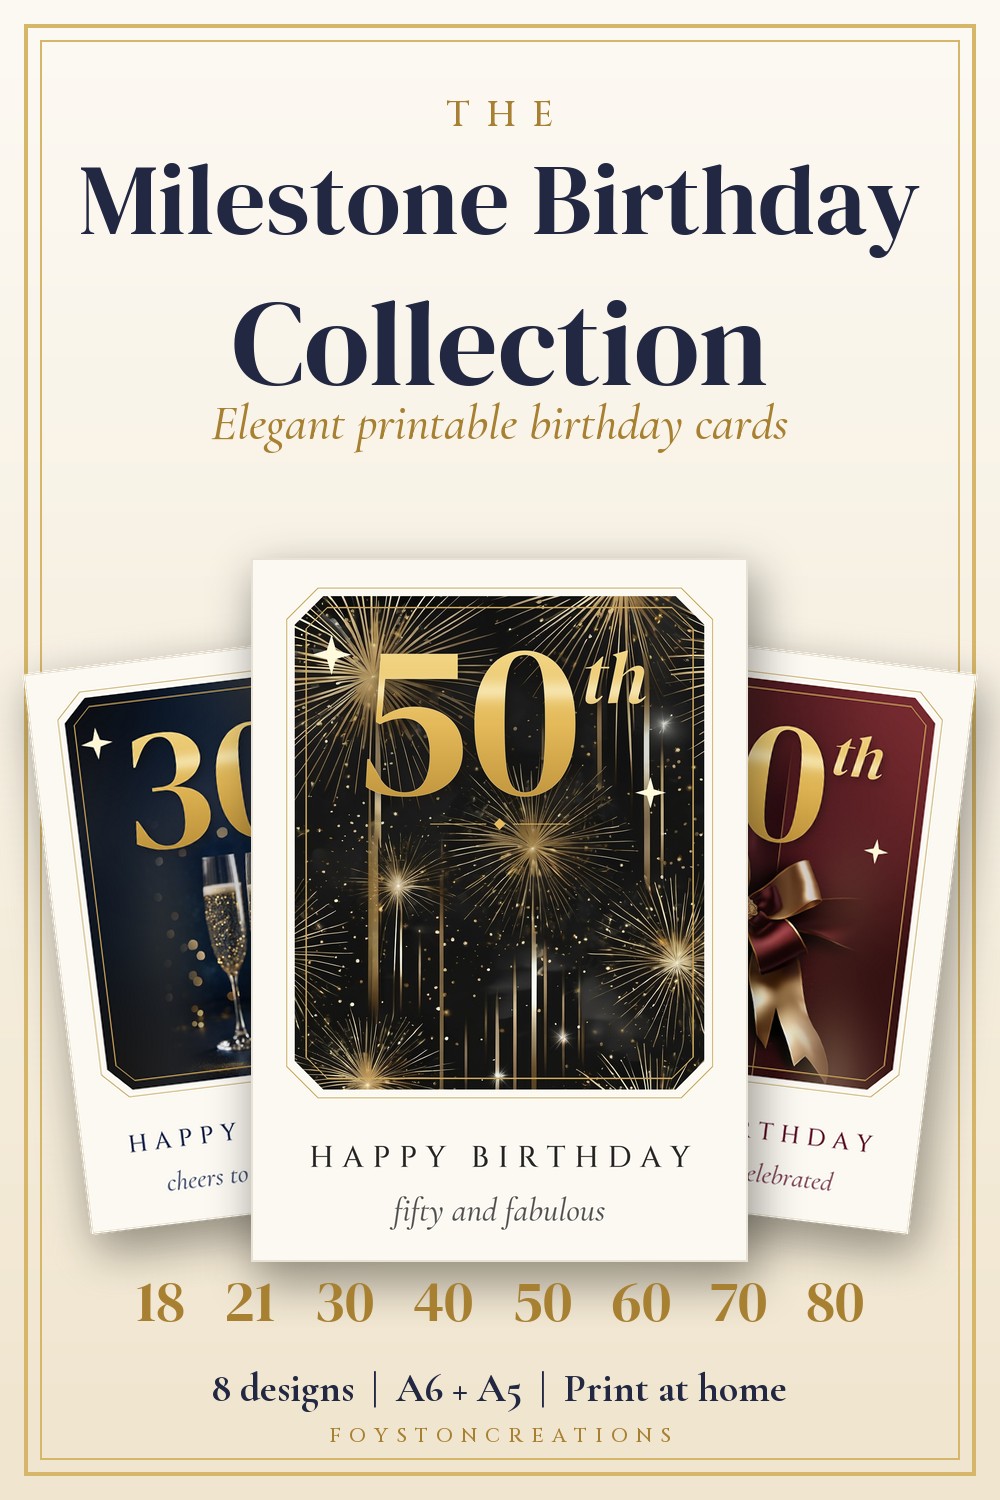 THE
Milestone Birthday
Collection
Elegant printable birthday cards
30
HAPPY
cheers to
50th
HAPPY BIRTHDAY
fifty and fabulous
0th
THDAY
elebrated
18 21 30 40 50 60 70 80
8 designs | A6 + A5 | Print at home
FOYSTONCREATIONS